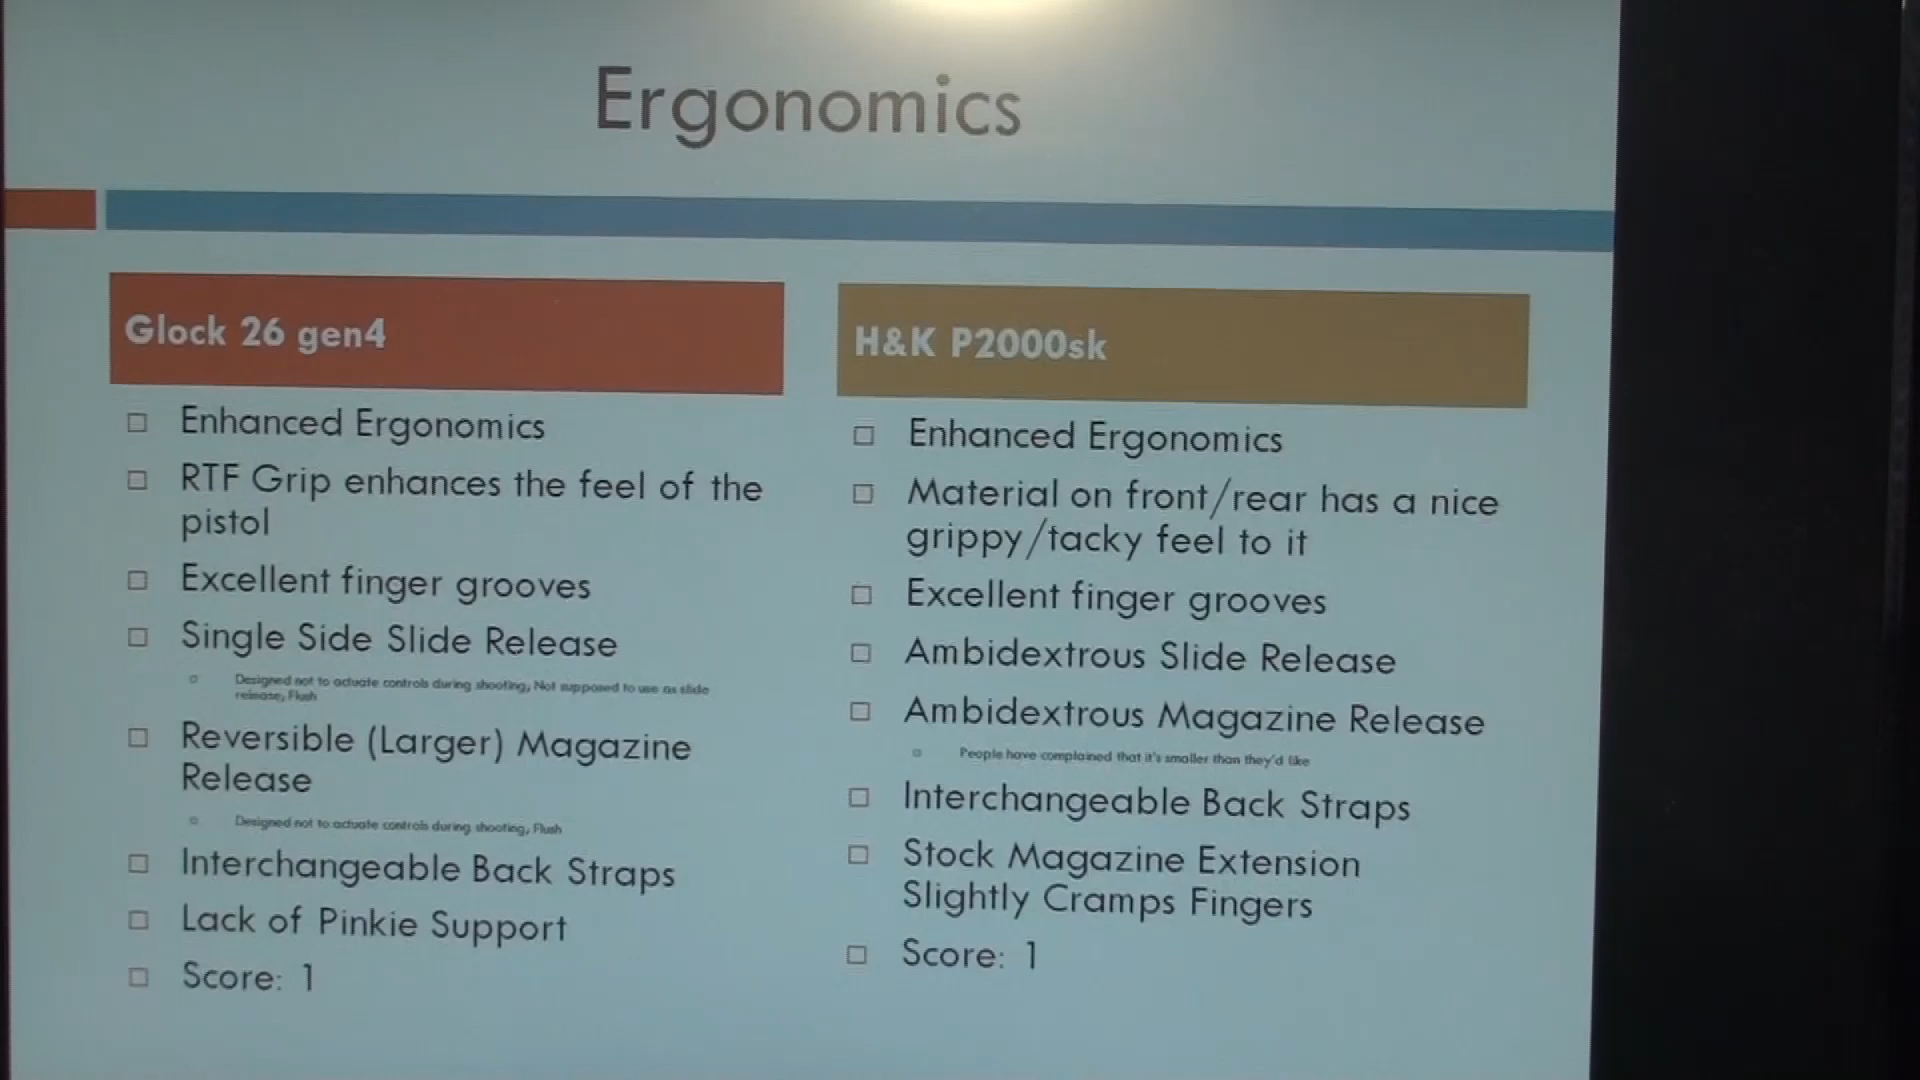 Ergonomics
Glock 26 gen4
Enhanced Ergonomics
RTF Grip enhances the feel of the
pistol
Excellent finger grooves
Single Side Slide Release
Designed not to actuate controls during shooting, Not supposed to use as slide
release, Flush
Reversible (Larger) Magazine
Release
Designed not to actuate controls during shooting, Flush
Interchangeable Back Straps
Lack of Pinkie Support
Score: 1
H&K P2000sk
Enhanced Ergonomics
Material on front/rear has a nice
grippy/tacky feel to it
Excellent finger grooves
Ambidextrous Slide Release
Ambidextrous Magazine Release
People have complained that it's smaller than they'd like
Interchangeable Back Straps
Stock Magazine Extension
Slightly Cramps Fingers
Score: 1